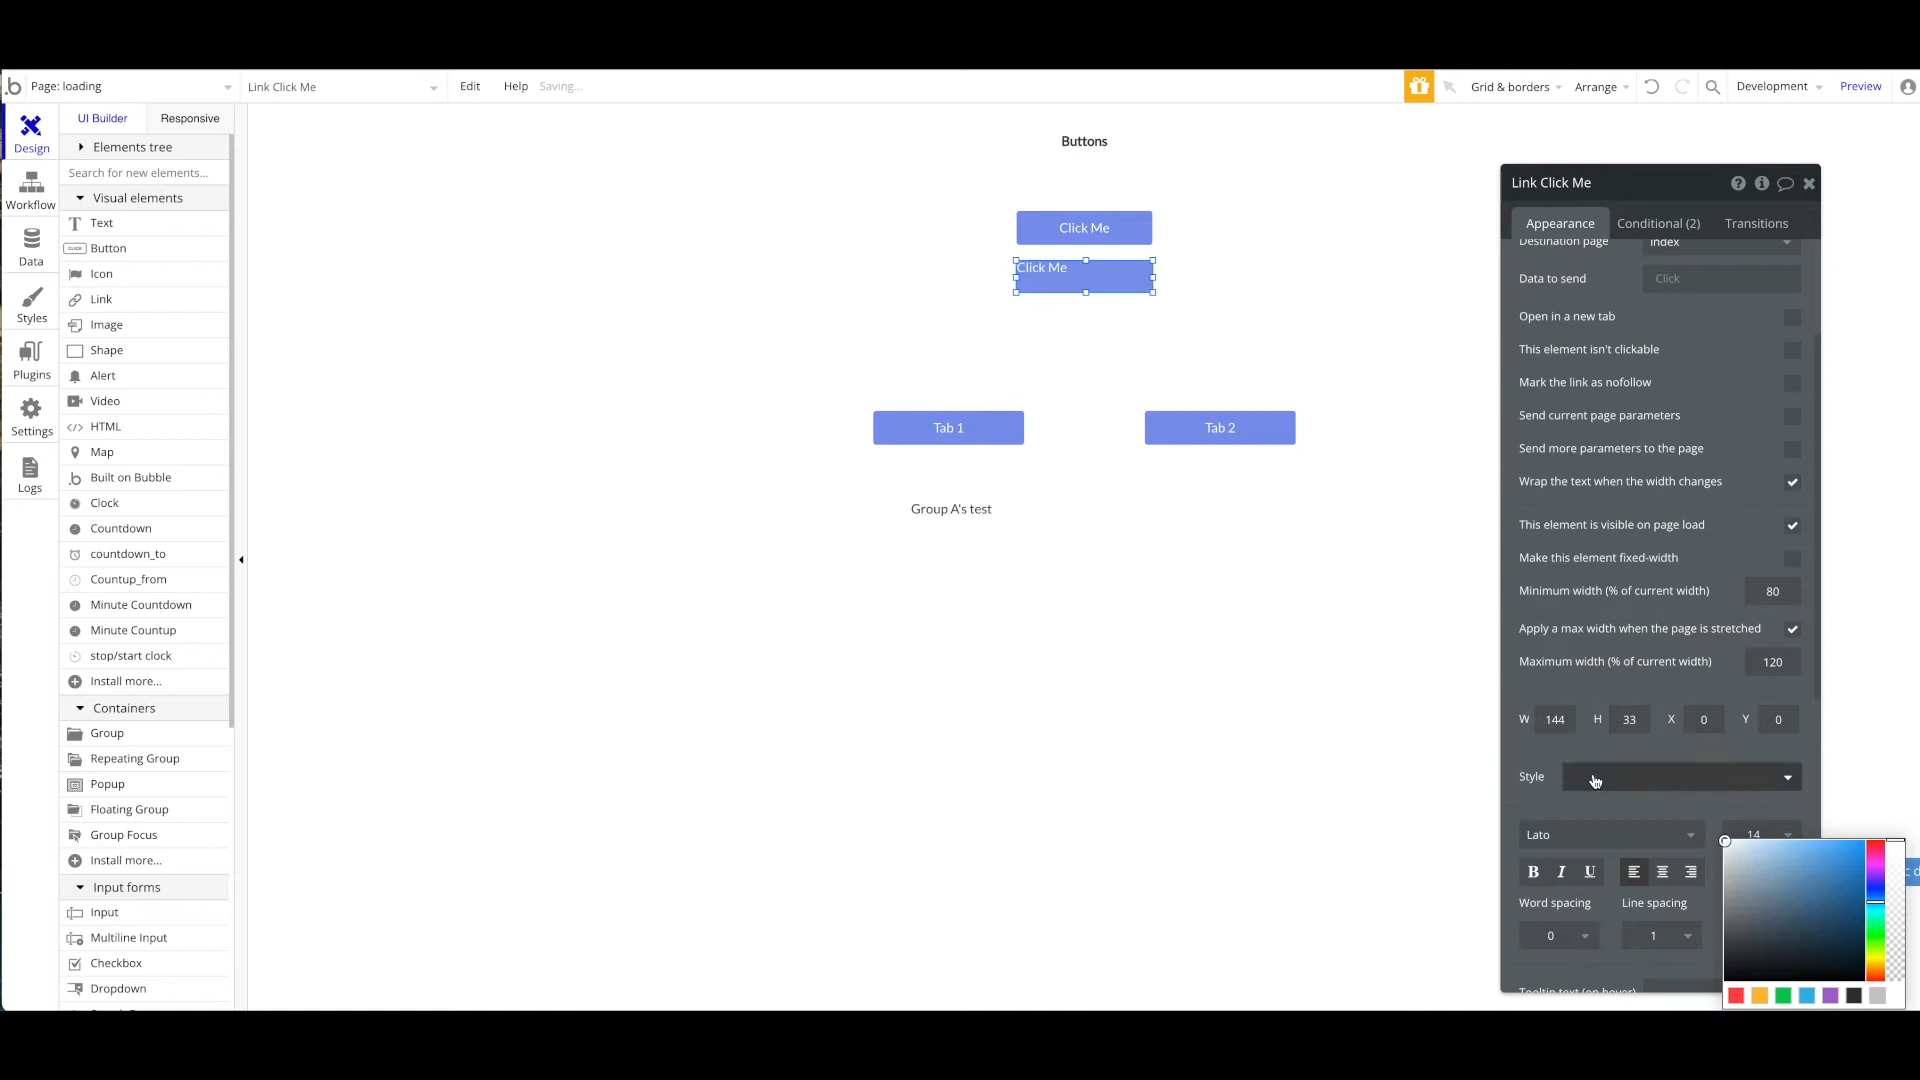 Page: loading
Link Click Me
Edit
Help
Saving...
Grid & borders
Arrange
Development
Preview
Design
Workflow
Data
Styles
Plugins
Settings
Logs
UI Builder
Responsive
Elements tree
Search for new elements...
Visual elements
Text
CLICK
Button
Icon
Link
Image
Shape
Alert
Video
HTML
Map
Built on Bubble
Clock
Countdown
countdown_to
Countup_from
Minute Countdown
Minute Countup
stop/start clock
Install more...
Containers
Group
Repeating Group
Popup
Floating Group
Group Focus
Install more...
Input forms
Input
Multiline Input
Checkbox
Dropdown
Buttons
Click Me
Click Me
Tab 1
Tab 2
Group A's test
Link Click Me
Appearance
Conditional (2)
Transitions
Destination page
index
Data to send
Click
Open in a new tab
This element isn't clickable
Mark the link as nofollow
Send current page parameters
Send more parameters to the page
Wrap the text when the width changes
This element is visible on page load
Make this element fixed-width
Minimum width (% of current width)
80
Apply a max width when the page is stretched
Maximum width (% of current width)
120
W 144 H 33 X 0 Y 0
Style
Lato
14
B I U
Word spacing
Line spacing
0
1
Tooltip text (on hover)